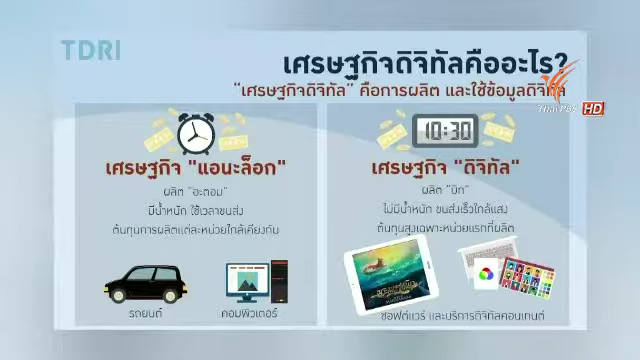 TDRI
เศรษฐกิจดิจิทัลคืออะไร?
"เศรษฐกิจดิจิทัล" คือการผลิต และใช้ข้อมูลดิจิทัล
Thai PBS HD
10:30
เศรษฐกิจ "แอนะล็อก"
ผลิต "อะตอม"
มีน้ำหนัก ใช้เวลาขนส่ง
ต้นทุนการผลิตแต่ละหน่วยใกล้เคียงกัน
รถยนต์
คอมพิวเตอร์
เศรษฐกิจ "ดิจิทัล"
ผลิต "บิท"
ไม่มีน้ำหนัก ขนส่งเร็วใกล้แสง
ต้นทุนสูงเฉพาะหน่วยแรกที่ผลิต
ซอฟต์แวร์ และบริการดิจิทัลคอนเทนต์